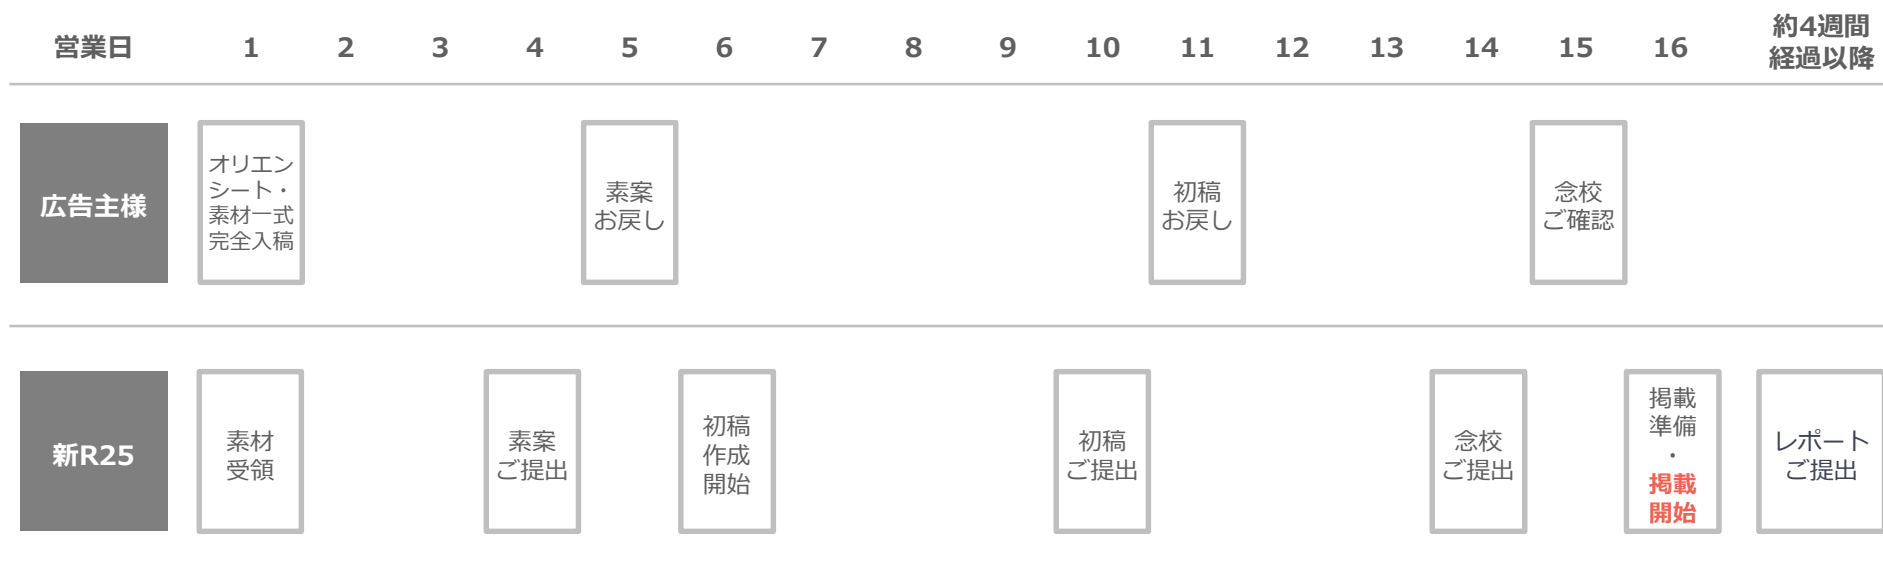 営業日 1 2 3 4 5 6 7 8 9 10 11 12 13 14 15 16 約4週間
経過以降
広告主様
オリエン
シート・
素材一式
完全入稿
素案
お戻し
初稿
お戻し
念校
ご確認
新R25
素材
受領
素案
ご提出
初稿
作成
開始
初稿
ご提出
念校
ご提出
掲載
準備
・
掲載
開始
レポート
ご提出